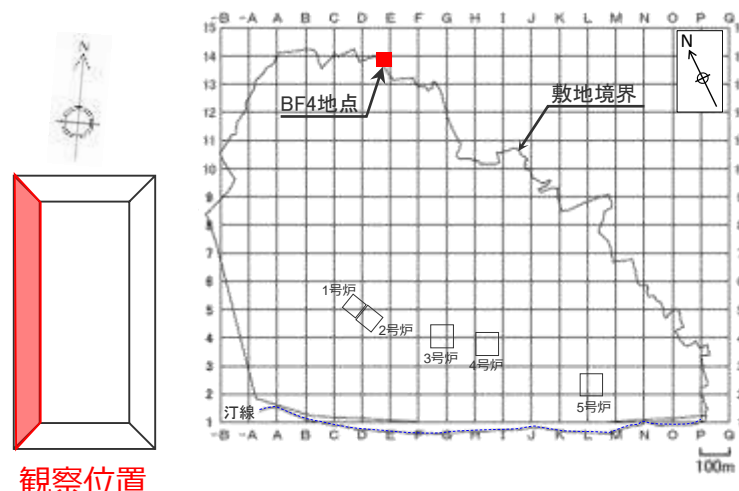 N
観察位置
-B -A A B C D E F G H I J K L M N O P Q
15
14
13
12
11
10
9
8
7
6
5
4
3
2
1
N
BF4地点
敷地境界
1号炉
2号炉
3号炉
4号炉
5号炉
汀線
-B -A A B C D E F G H I J K L M N O P Q
100m